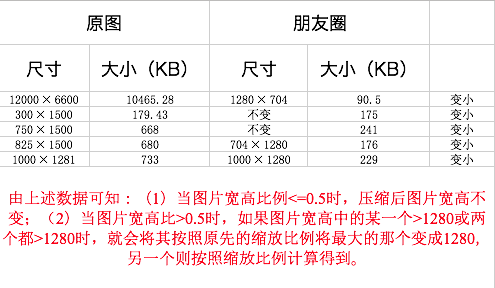 原图 朋友圈
尺寸 大小（KB） 尺寸 大小（KB）
12000×6600 10465.28 1280×704 90.5 变小
300×1500 179.43 不变 175 变小
750×1500 668 不变 241 变小
825×1500 680 704×1280 176 变小
1000×1281 733 1000×1280 229 变小
由上述数据可知：（1）当图片宽高比例<=0.5时，压缩后图片宽高不
变；（2）当图片宽高比>0.5时，如果图片宽高中的某一个>1280或两
个都>1280时，就会将其按照原先的缩放比例将最大的那个变成1280,
另一个则按照缩放比例计算得到。